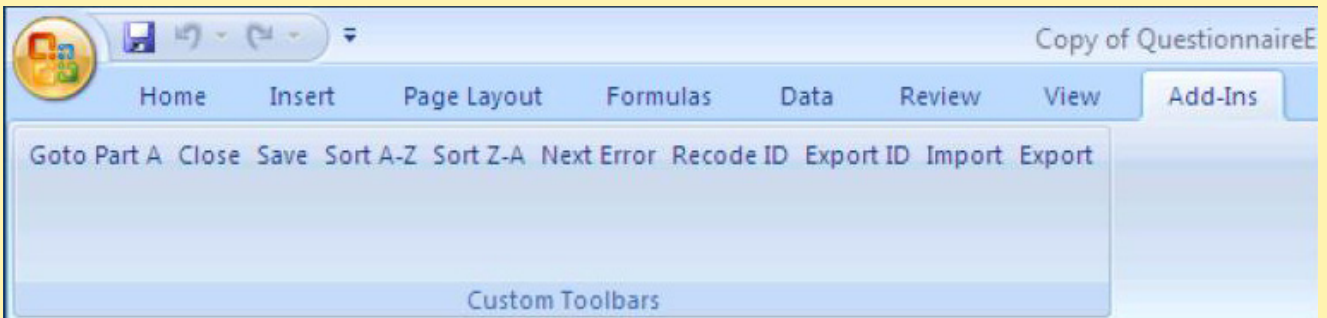 Copy of QuestionnaireE
Home Insert Page Layout Formulas Data Review View Add-Ins
Goto Part A Close Save Sort A-Z Sort Z-A Next Error Recode ID Export ID Import Export
Custom Toolbars